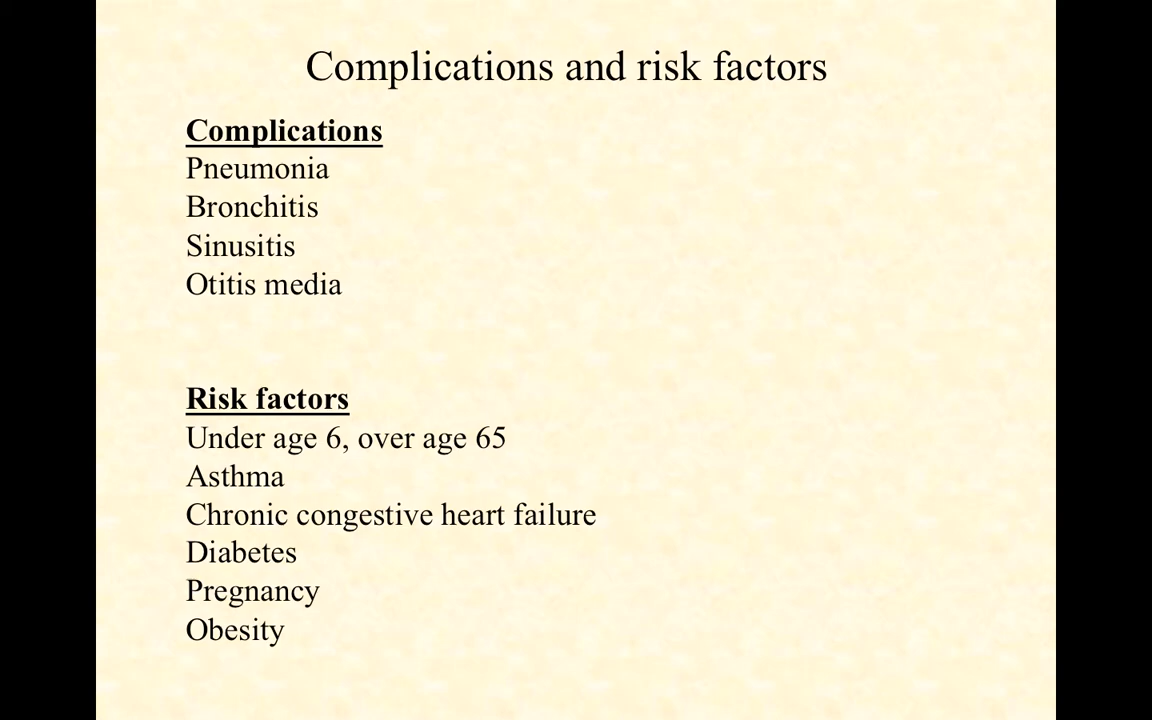 Complications and risk factors
Complications
Pneumonia
Bronchitis
Sinusitis
Otitis media
Risk factors
Under age 6, over age 65
Asthma
Chronic congestive heart failure
Diabetes
Pregnancy
Obesity